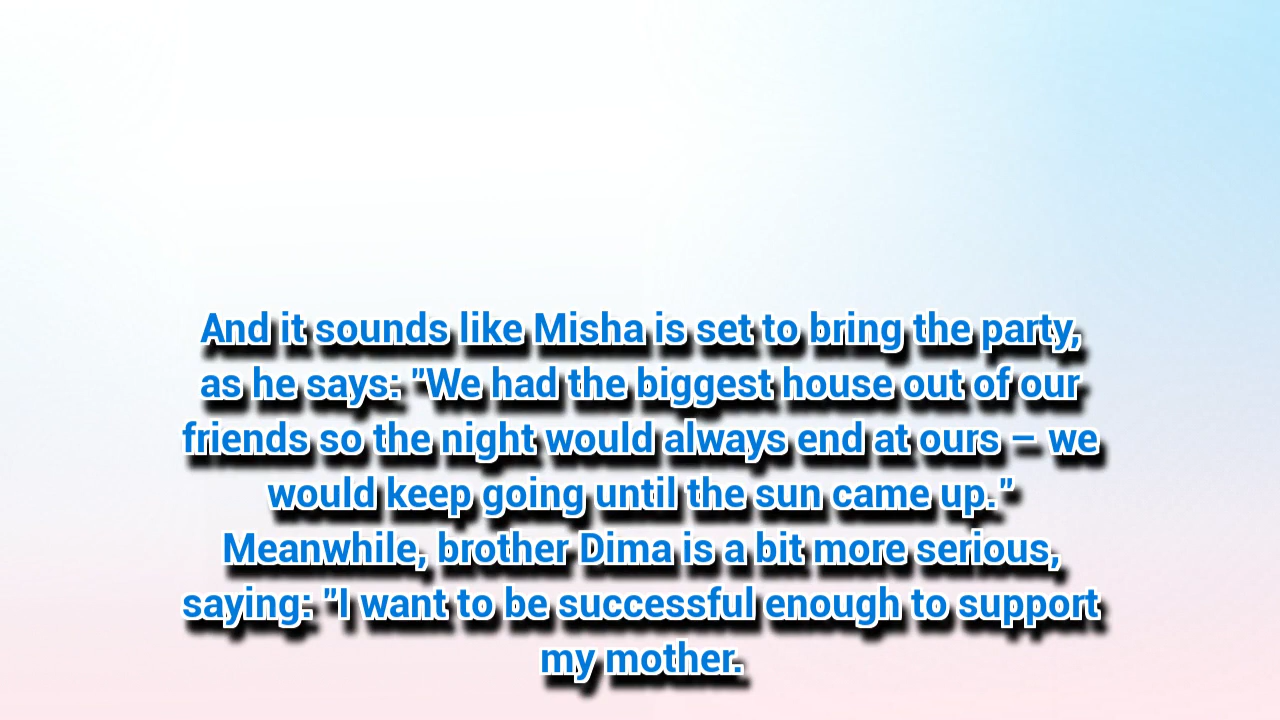 And it sounds like Misha is set to bring the party,
as he says: "We had the biggest house out of our
friends so the night would always end at ours – we
would keep going until the sun came up."
Meanwhile, brother Dima is a bit more serious,
saying: "I want to be successful enough to support
my mother.